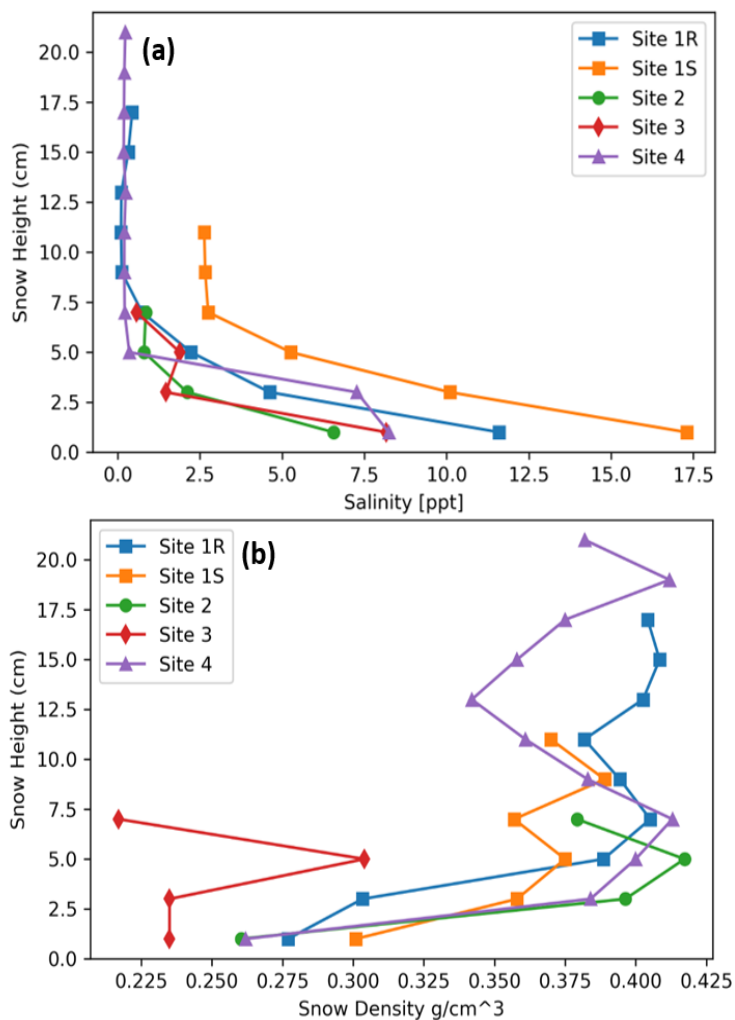 (a)
Site 1R
Site 1S
Site 2
Site 3
Site 4
20.0
17.5
15.0
12.5
10.0
7.5
5.0
2.5
0.0
Snow Height (cm)
0.0 2.5 5.0 7.5 10.0 12.5 15.0 17.5
Salinity [ppt]
Site 1R
Site 1S
Site 2
Site 3
Site 4
(b)
20.0
17.5
15.0
12.5
10.0
7.5
5.0
2.5
0.0
Snow Height (cm)
0.225 0.250 0.275 0.300 0.325 0.350 0.375 0.400 0.425
Snow Density g/cm^3